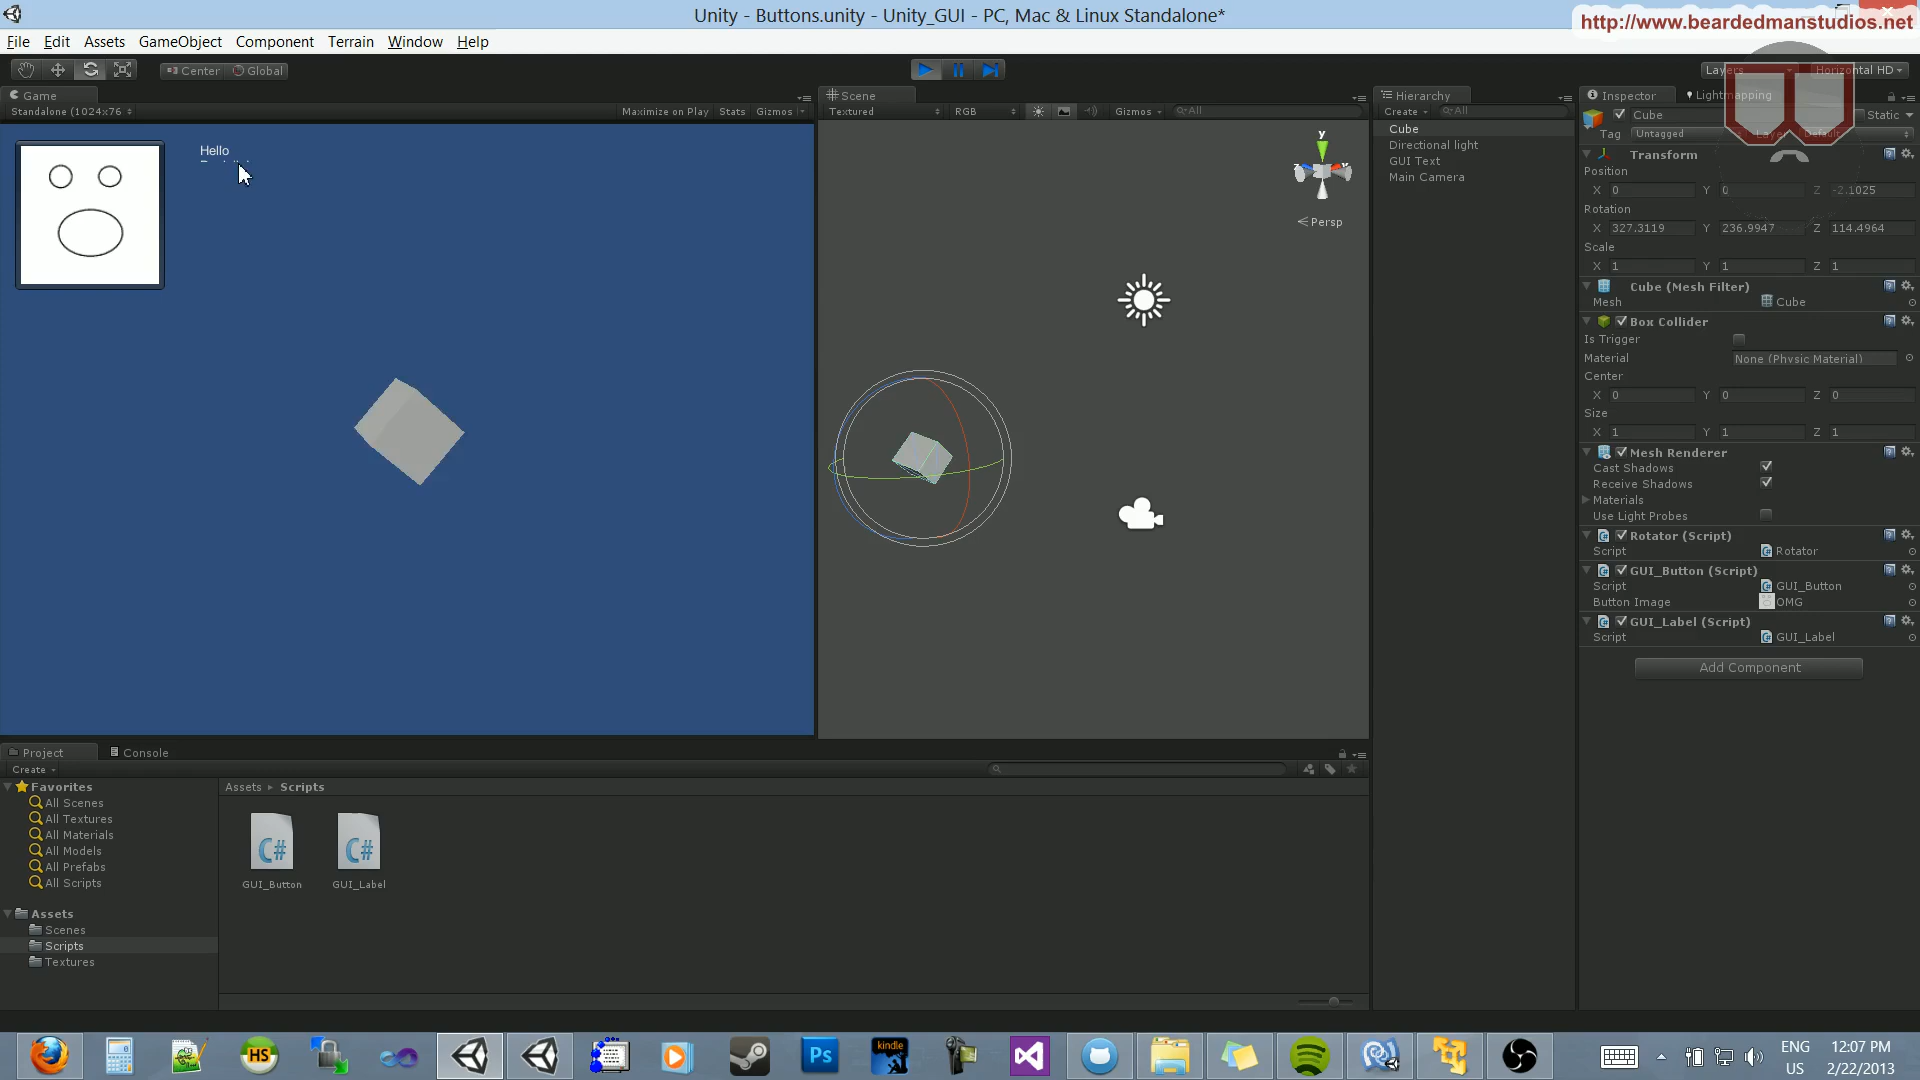 Unity - Buttons.unity - Unity_GUI - PC, Mac & Linux Standalone*
http://www.beardedmanstudios.net
File Edit Assets GameObject Component Terrain Window Help
Center Global
Layers Horizontal HD
Game
Standalone (1024x76
Maximize on Play Stats Gizmos
Hello
Scene
Textured RGB Gizmos All
y
Persp
Hierarchy
Create All
Cube
Directional light
GUI Text
Main Camera
Inspector Lightmapping
Cube Static
Tag Untagged Layer Default
Transform
Position
X 0 Y 0 Z -2.1025
Rotation
X 327.3119 Y 236.9947 Z 114.4964
Scale
X 1 Y 1 Z 1
Cube (Mesh Filter)
Mesh Cube
Box Collider
Is Trigger
Material None (Physic Material)
Center
X 0 Y 0 Z 0
Size
X 1 Y 1 Z 1
Mesh Renderer
Cast Shadows
Receive Shadows
Materials
Use Light Probes
Rotator (Script)
Script Rotator
GUI_Button (Script)
Script GUI_Button
Button Image OMG
GUI_Label (Script)
Script GUI_Label
Add Component
Project Console
Create
Favorites
All Scenes
All Textures
All Materials
All Models
All Prefabs
All Scripts
Assets
Scenes
Scripts
Textures
Assets ▸ Scripts
C# C#
GUI_Button GUI_Label
HS
Ps
kindle
ENG
US
12:07 PM
2/22/2013